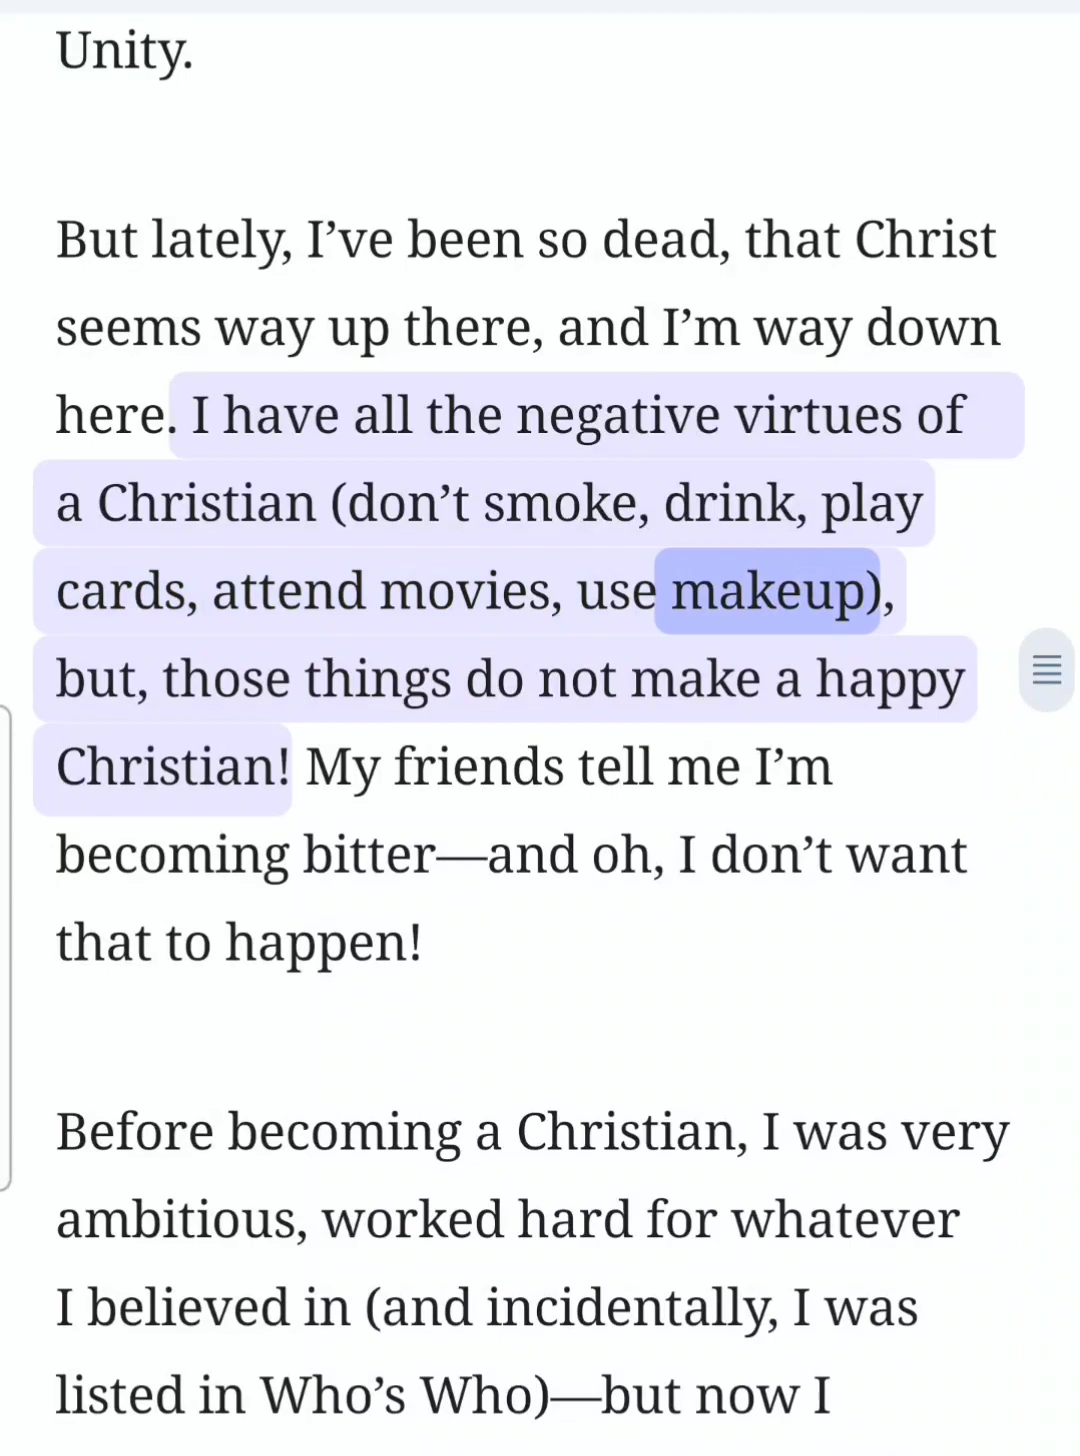 Unity.
But lately, I’ve been so dead, that Christ
seems way up there, and I’m way down
here. I have all the negative virtues of
a Christian (don’t smoke, drink, play
cards, attend movies, use makeup),
but, those things do not make a happy
Christian! My friends tell me I’m
becoming bitter—and oh, I don’t want
that to happen!
Before becoming a Christian, I was very
ambitious, worked hard for whatever
I believed in (and incidentally, I was
listed in Who’s Who)—but now I